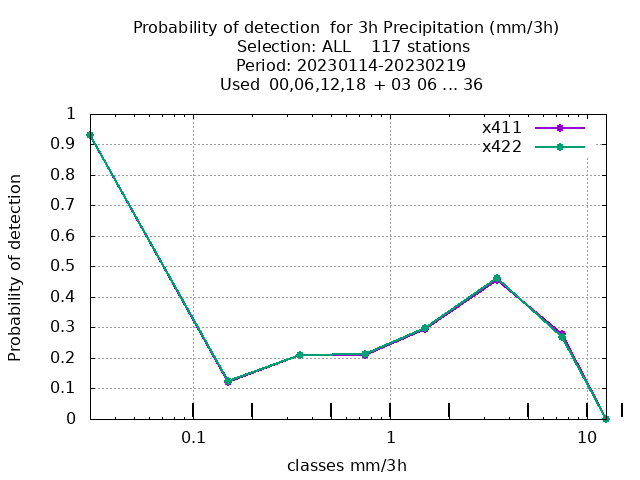 Probability of detection  for 3h Precipitation (mm/3h)
Selection: ALL    117 stations
Period: 20230114-20230219
Used  00,06,12,18 + 03 06 ... 36
x411
x422
1
0.9
0.8
0.7
0.6
0.5
0.4
0.3
0.2
0.1
0
Probability of detection
0.1 1 10
classes mm/3h